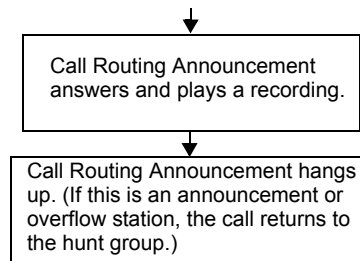 Call Routing Announcement
answers and plays a recording.
Call Routing Announcement hangs
up. (If this is an announcement or
overflow station, the call returns to
the hunt group.)